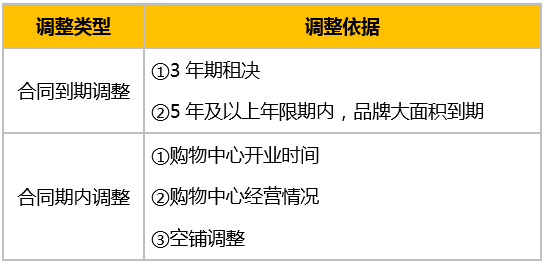 调整类型 调整依据
合同到期调整
①3 年期租决
②5 年及以上年限期内，品牌大面积到期
合同期内调整
①购物中心开业时间
②购物中心经营情况
③空铺调整